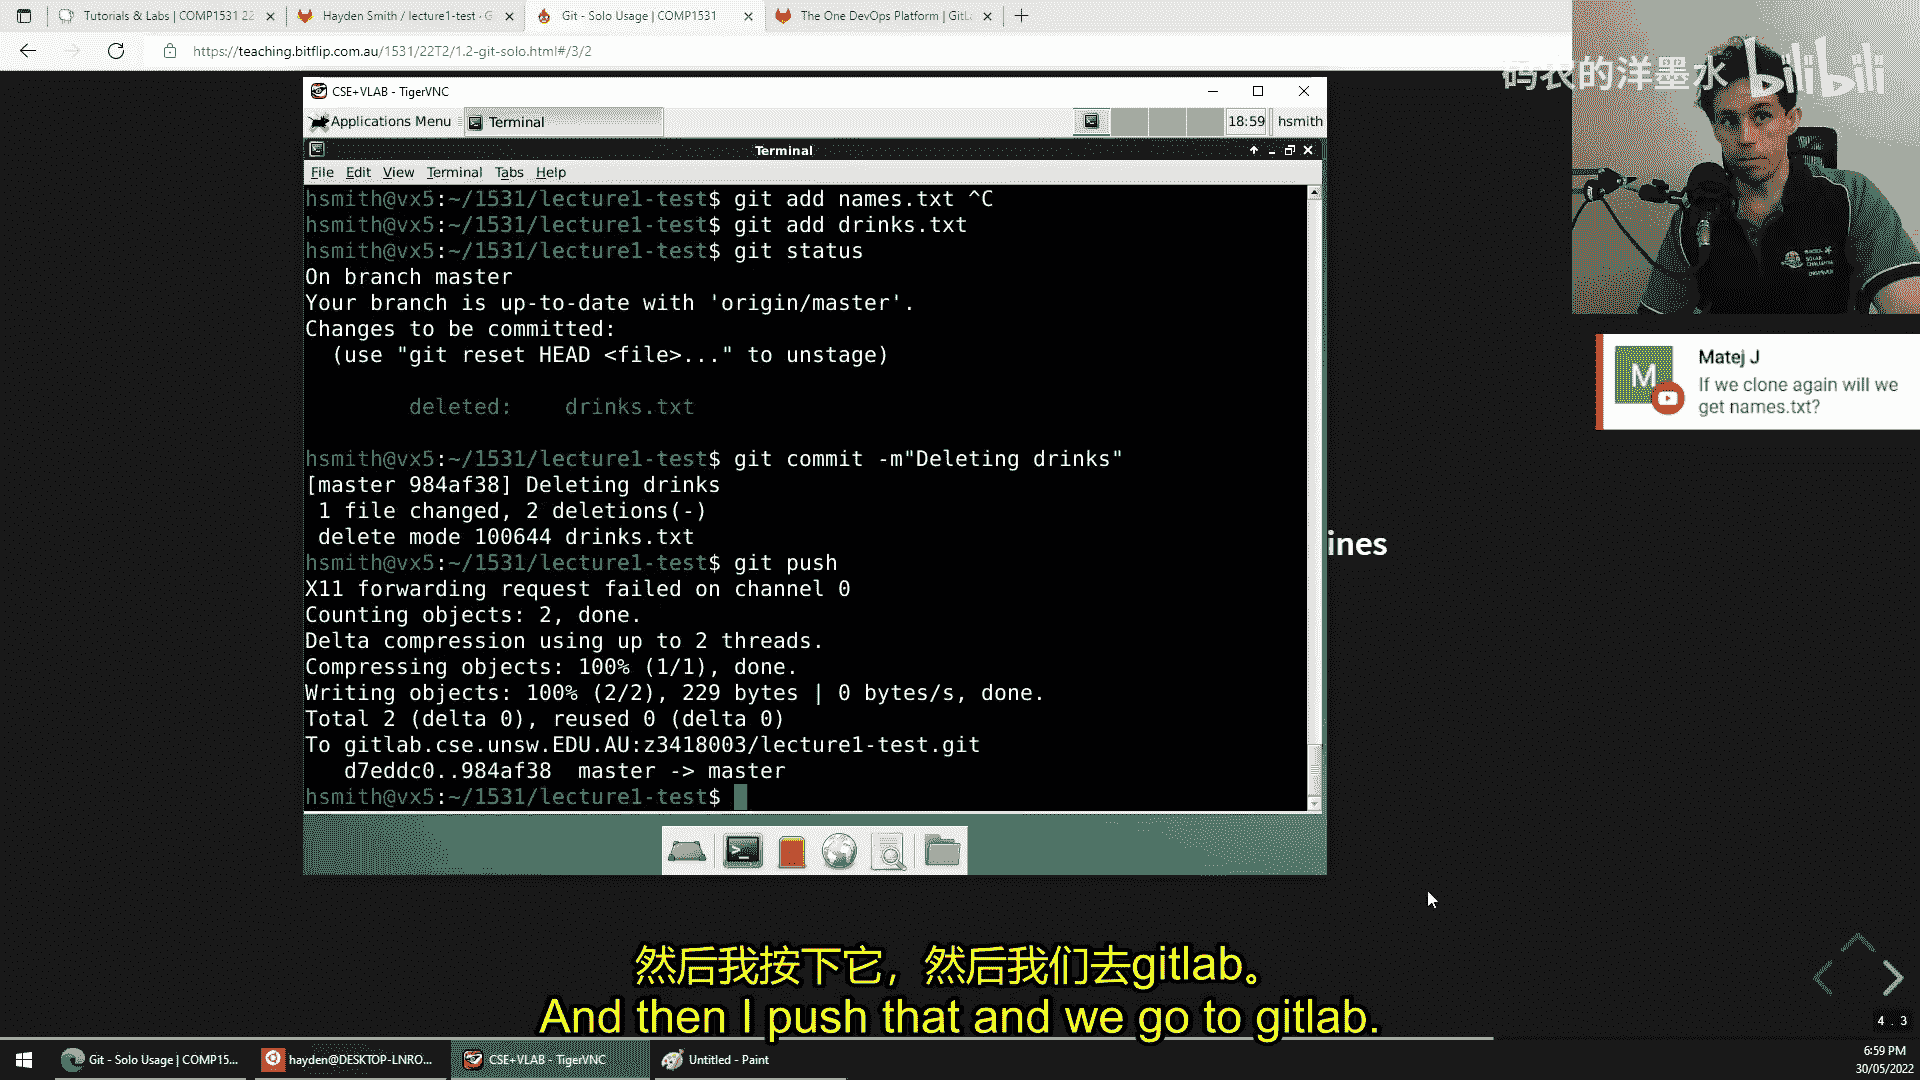 Tutorials & Labs | COMP1531 22
Hayden Smith / lecture1-test · G
Git - Solo Usage | COMP1531
The One DevOps Platform | GitL
https://teaching.bitflip.com.au/1531/22T2/1.2-git-solo.html#/3/2
码农的洋墨水 bilibili
CSE+VLAB - TigerVNC
Applications Menu
Terminal
18:59
hsmith
Terminal
File Edit View Terminal Tabs Help
hsmith@vx5:~/1531/lecture1-test$ git add names.txt ^C
hsmith@vx5:~/1531/lecture1-test$ git add drinks.txt
hsmith@vx5:~/1531/lecture1-test$ git status
On branch master
Your branch is up-to-date with 'origin/master'.
Changes to be committed:
(use "git reset HEAD <file>..." to unstage)
deleted: drinks.txt
hsmith@vx5:~/1531/lecture1-test$ git commit -m"Deleting drinks"
[master 984af38] Deleting drinks
1 file changed, 2 deletions(-)
delete mode 100644 drinks.txt
hsmith@vx5:~/1531/lecture1-test$ git push
X11 forwarding request failed on channel 0
Counting objects: 2, done.
Delta compression using up to 2 threads.
Compressing objects: 100% (1/1), done.
Writing objects: 100% (2/2), 229 bytes | 0 bytes/s, done.
Total 2 (delta 0), reused 0 (delta 0)
To gitlab.cse.unsw.EDU.AU:z3418003/lecture1-test.git
d7eddc0..984af38 master -> master
hsmith@vx5:~/1531/lecture1-test$
M
Matej J
If we clone again will we
get names.txt?
ines
然后我按下它，然后我们去gitlab。
And then I push that and we go to gitlab.
4 . 3
Git - Solo Usage | COMP15...
hayden@DESKTOP-LNRO...
CSE+VLAB - TigerVNC
Untitled - Paint
6:59 PM
30/05/2022